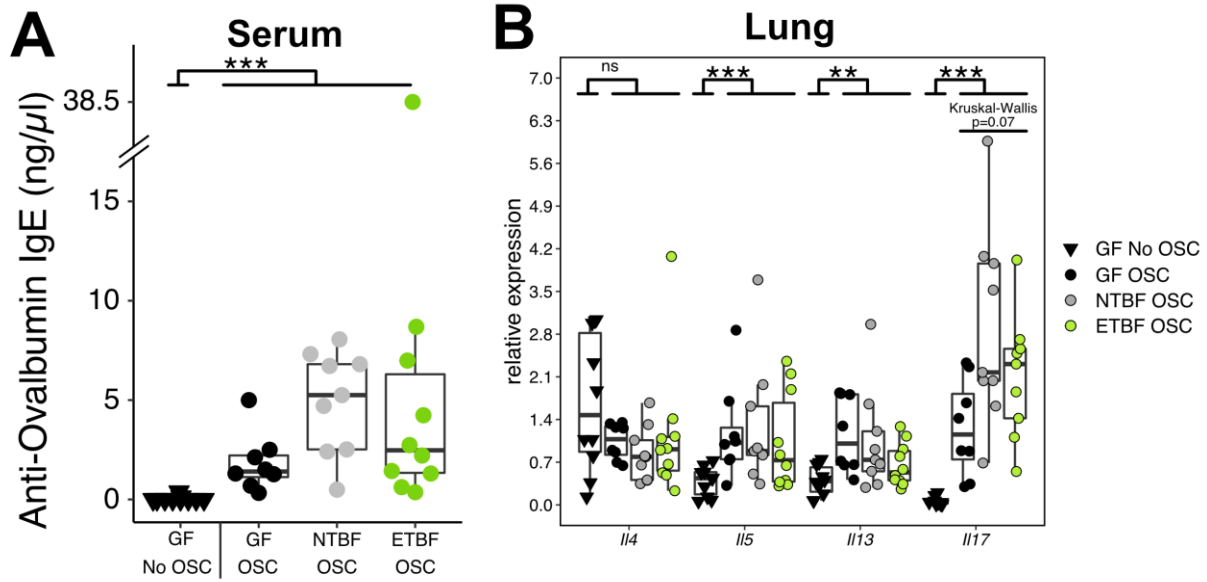 A
Serum
***
Anti-Ovalbumin IgE (ng/µl)
38.5
15
10
5
0
GF
No OSC
GF
OSC
NTBF
OSC
ETBF
OSC
B
Lung
ns
***
**
***
Kruskal-Wallis
p=0.07
relative expression
7.0
6.3
5.6
4.9
4.2
3.5
2.8
2.1
1.4
0.7
0.0
Il4
Il5
Il13
Il17
GF No OSC
GF OSC
NTBF OSC
ETBF OSC